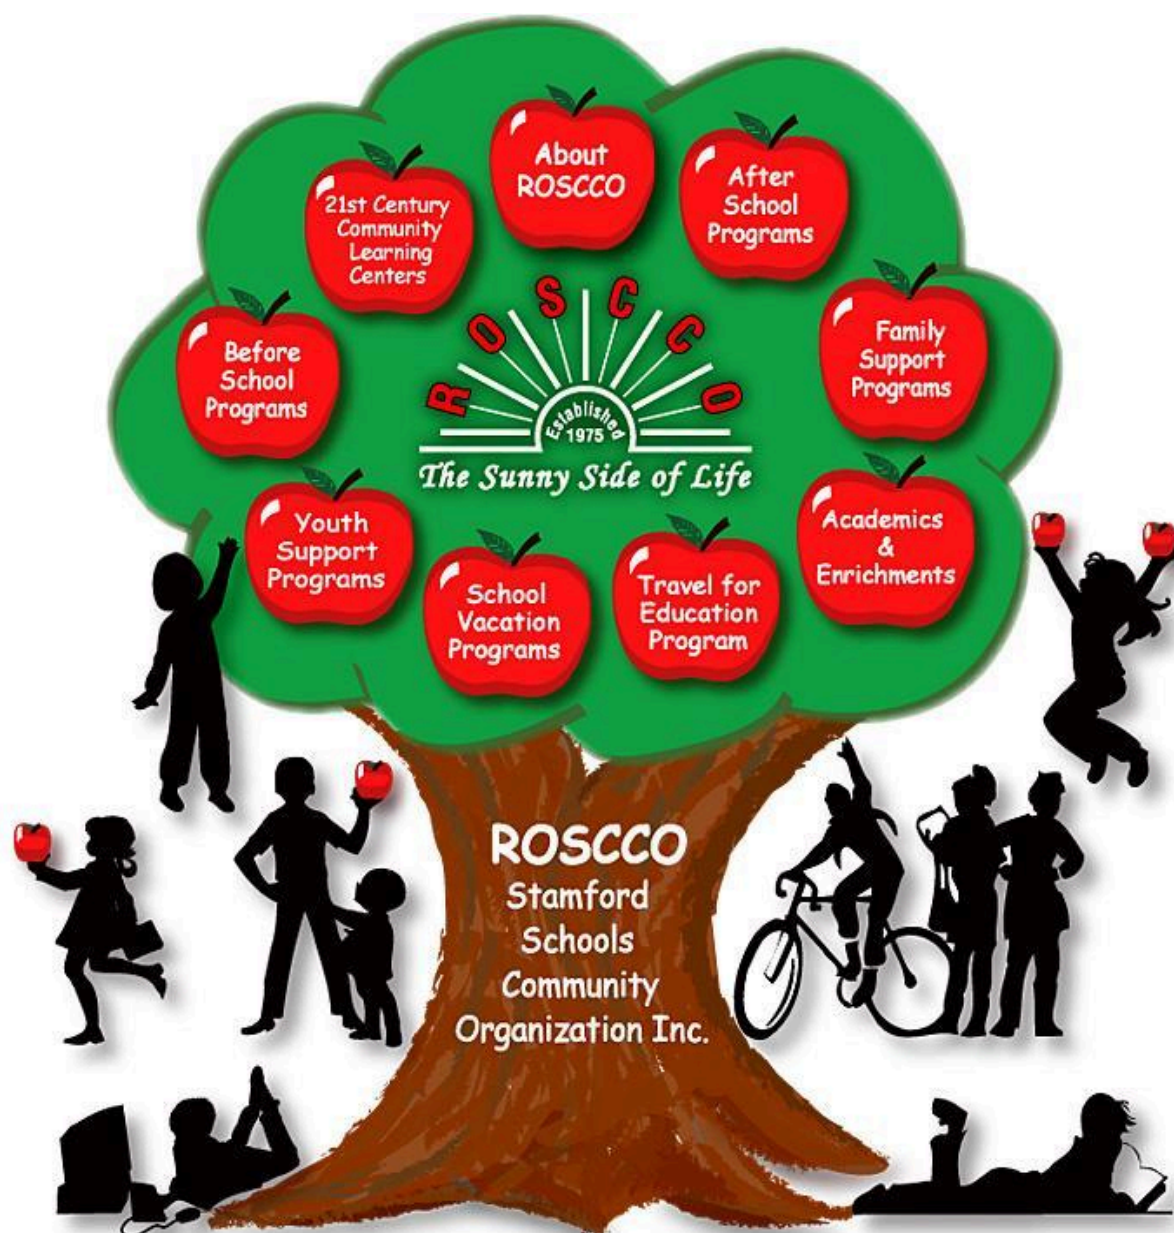 About
ROSCCO
21st Century
Community
Learning
Centers
After
School
Programs
Before
School
Programs
Family
Support
Programs
ROSCCO
Established
1975
The Sunny Side of Life
Youth
Support
Programs
School
Vacation
Programs
Travel for
Education
Program
Academics
&
Enrichments
ROSCCO
Stamford
Schools
Community
Organization Inc.